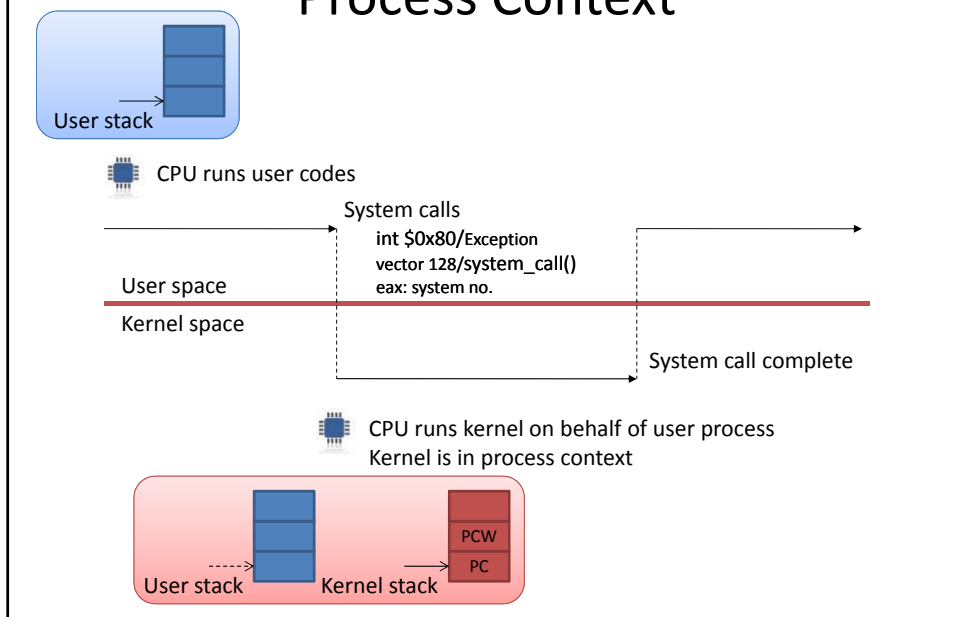 Process Context
User stack
CPU runs user codes
System calls
int $0x80/Exception
vector 128/system_call()
eax: system no.
User space
Kernel space
System call complete
CPU runs kernel on behalf of user process
Kernel is in process context
PCW
PC
User stack
Kernel stack